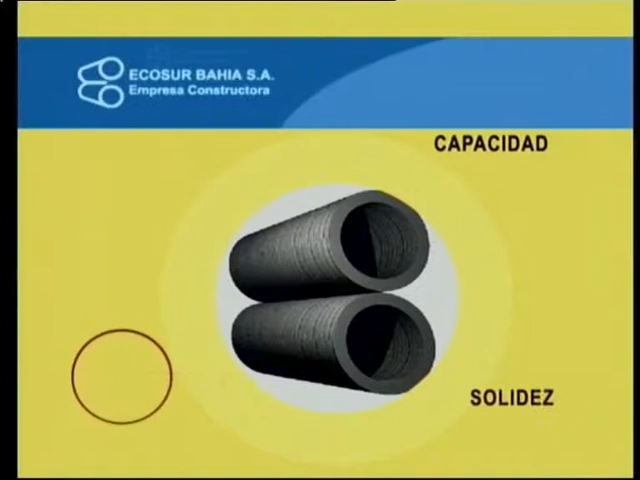 ECOSUR BAHIA S.A.
Empresa Constructora
CAPACIDAD
SOLIDEZ